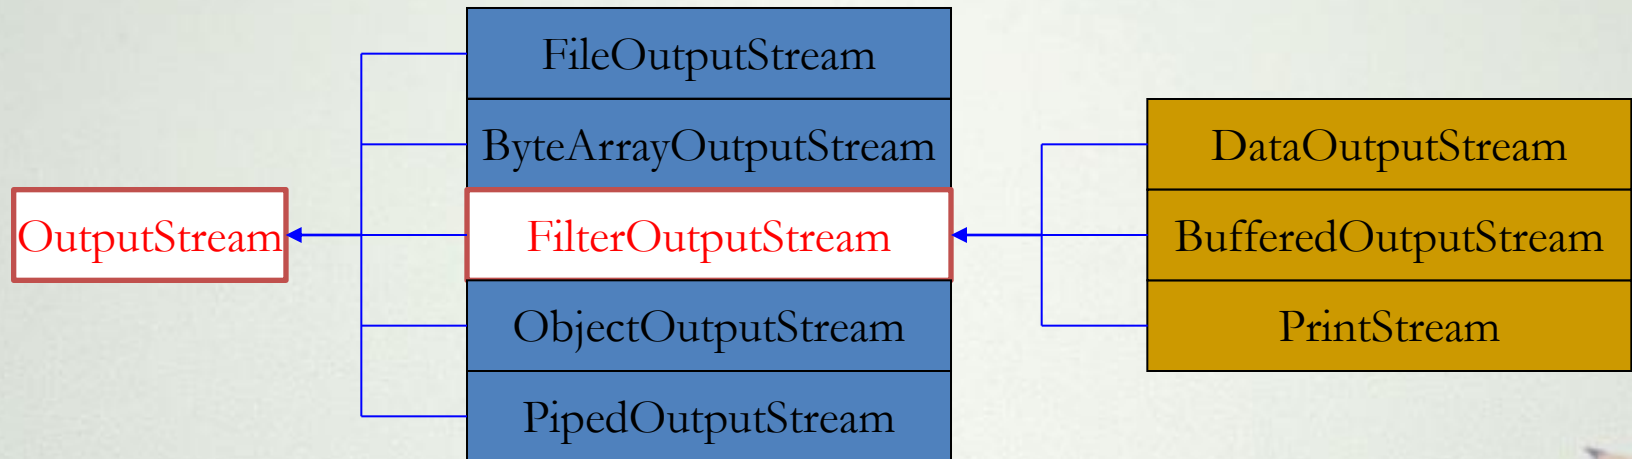 FileOutputStream
ByteArrayOutputStream
DataOutputStream
OutputStream
FilterOutputStream
BufferedOutputStream
ObjectOutputStream
PrintStream
PipedOutputStream